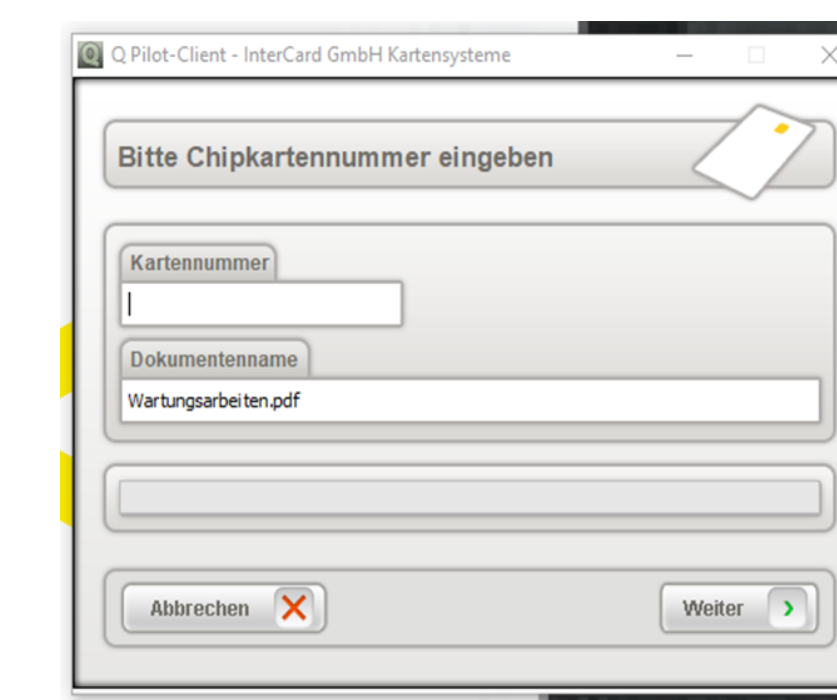 Q Pilot-Client - InterCard GmbH Kartensysteme
Bitte Chipkartennummer eingeben
Kartennummer
Dokumentenname
Wartungsarbeiten.pdf
Abbrechen
Weiter